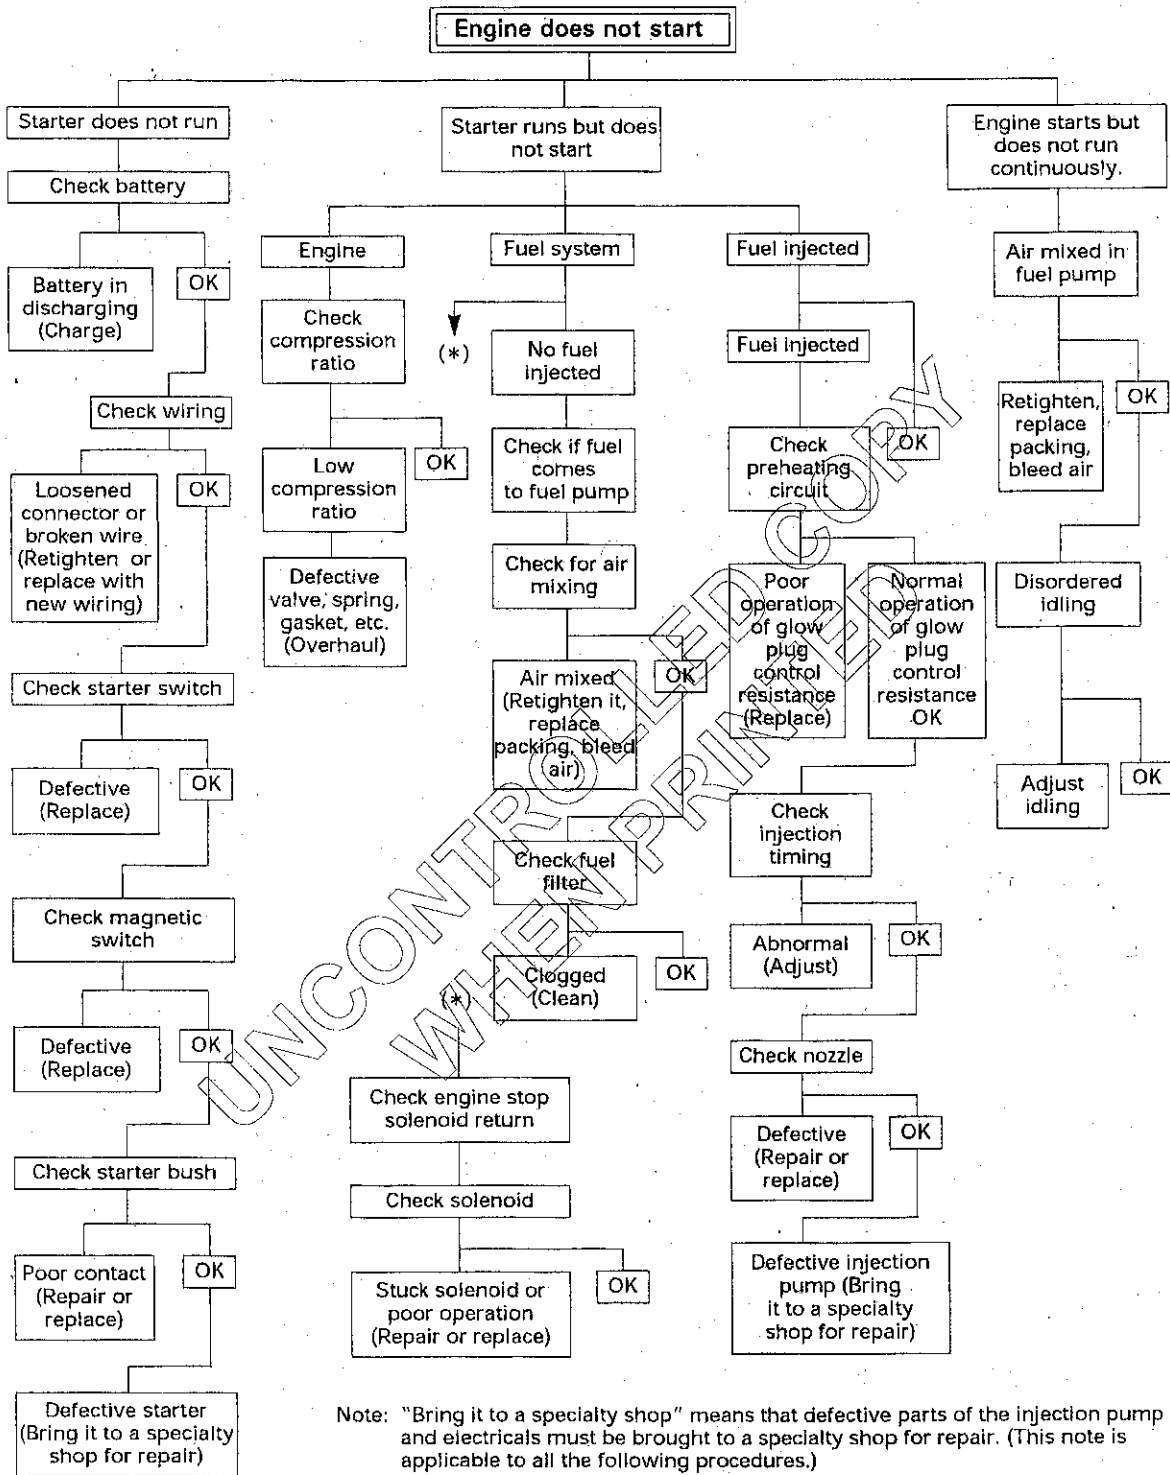 Engine does not start
Starter does not run
Check battery
Battery in
discharging
(Charge)
OK
Check wiring
Loosened
connector or
broken wire
(Retighten or
replace with
new wiring)
OK
Check starter switch
Defective
(Replace)
OK
Check magnetic
switch
Defective
(Replace)
OK
Check starter bush
Poor contact
(Repair or
replace)
OK
Defective starter
(Bring it to a specialty
shop for repair)
Starter runs but does
not start
Engine
Check
compression
ratio
Low
compression
ratio
OK
Defective
valve, spring,
gasket, etc.
(Overhaul)
Fuel system
(*)
No fuel
injected
Check if fuel
comes
to fuel pump
Check for air
mixing
Air mixed
(Retighten it,
replace
packing, bleed
air)
OK
Check fuel
filter
Clogged
(Clean)
OK
(*)
Check engine stop
solenoid return
Check solenoid
Stuck solenoid or
poor operation
(Repair or replace)
OK
Fuel injected
Fuel injected
OK
Check
preheating
circuit
Poor
operation
of glow
plug
control
resistance
(Replace)
Normal
operation
of glow
plug
control
resistance
OK
Check
injection
timing
Abnormal
(Adjust)
OK
Check nozzle
Defective
(Repair or
replace)
OK
Defective injection
pump (Bring
it to a specialty
shop for repair)
Engine starts but
does not run
continuously.
Air mixed in
fuel pump
Retighten,
replace
packing,
bleed air
OK
Disordered
idling
Adjust
idling
OK
UNCONTROLLED COPY
WHEN PRINTED
Note: "Bring it to a specialty shop" means that defective parts of the injection pump
and electricals must be brought to a specialty shop for repair. (This note is
applicable to all the following procedures.)